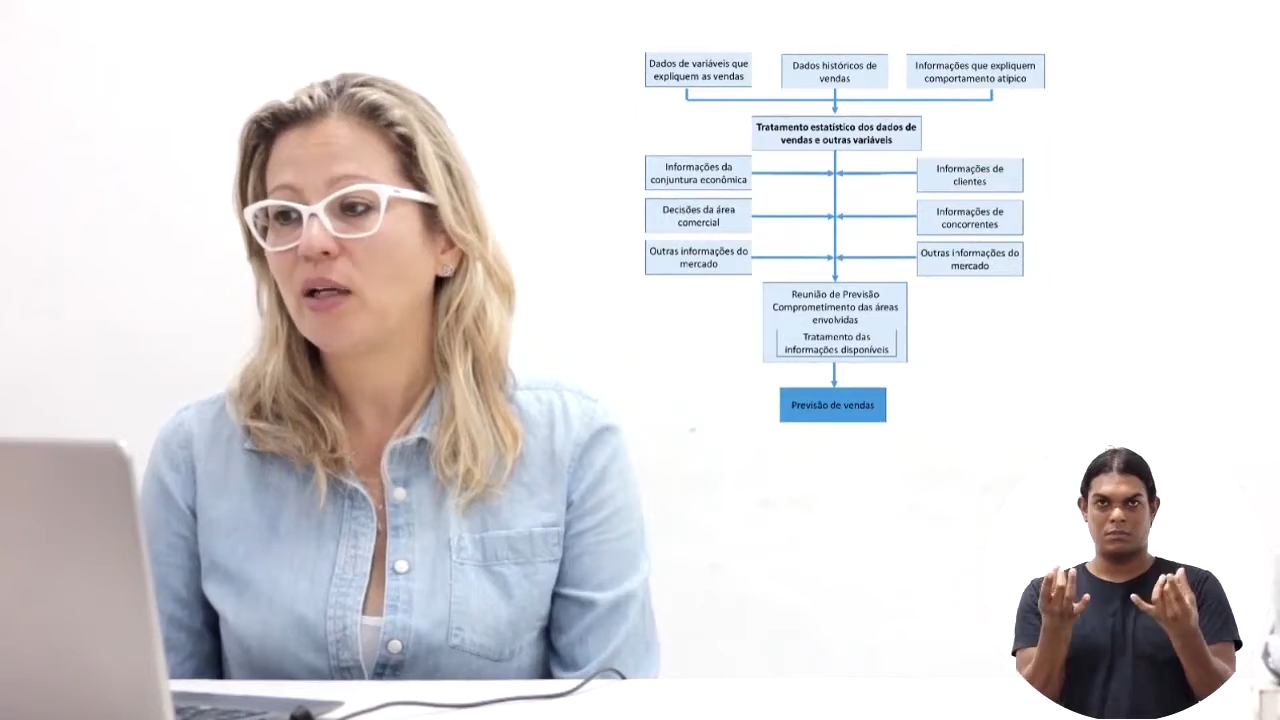 Dados de variáveis que
expliquem as vendas
Dados históricos de
vendas
Informações que expliquem
comportamento atípico
Tratamento estatístico dos dados de
vendas e outras variáveis
Informações da
conjuntura econômica
Informações de
clientes
Decisões da área
comercial
Informações de
concorrentes
Outras informações do
mercado
Outras informações do
mercado
Reunião de Previsão
Comprometimento das áreas
envolvidas
Tratamento das
informações disponíveis
Previsão de vendas